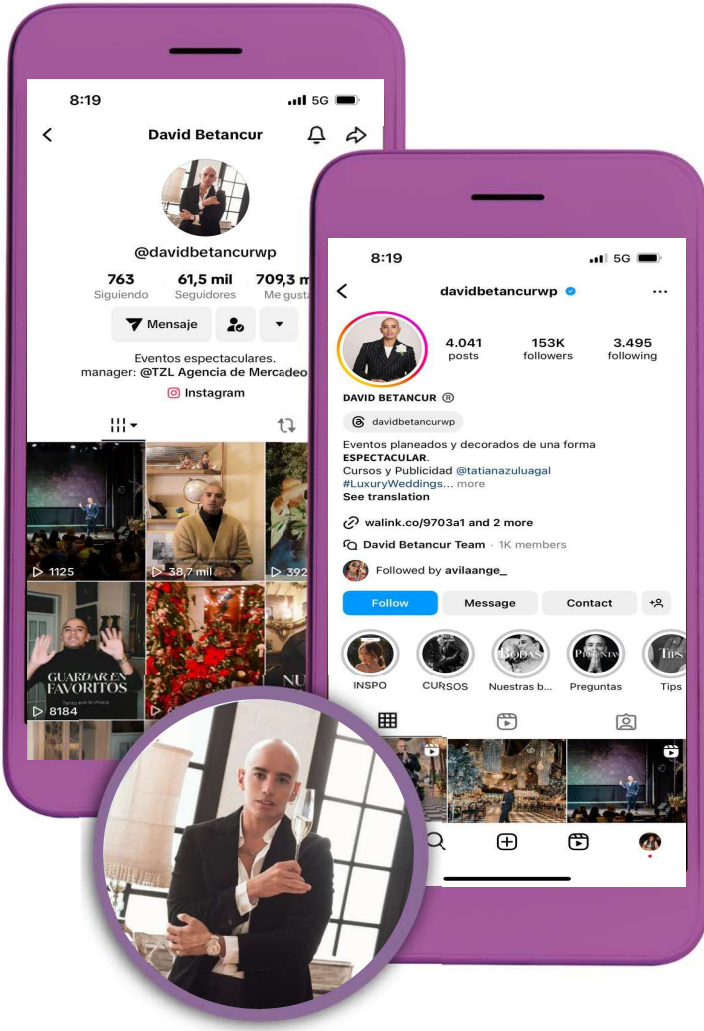 8:19
5G
David Betancur
@davidbetancurwp
763
61,5 mil
709,3 m
Siguiendo
Seguidores
Me gusta
Mensaje
Eventos espectaculares.
manager: @TZL Agencia de Mercadeo
Instagram
1125
38,7 mil
392
GUARDAR EN
FAVORITOS
8184
NU
8:19
5G
davidbetancurwp
4.041
153K
3.495
posts
followers
following
DAVID BETANCUR ®
davidbetancurwp
Eventos planeados y decorados de una forma
ESPECTACULAR.
Cursos y Publicidad @tatianazuluagal
#LuxuryWeddings... more
See translation
walink.co/9703a1 and 2 more
David Betancur Team · 1K members
Followed by avilaange_
Follow
Message
Contact
BODAS
PREGUNTAS
TIPS
INSPO
CURSOS
Nuestras b...
Preguntas
Tips